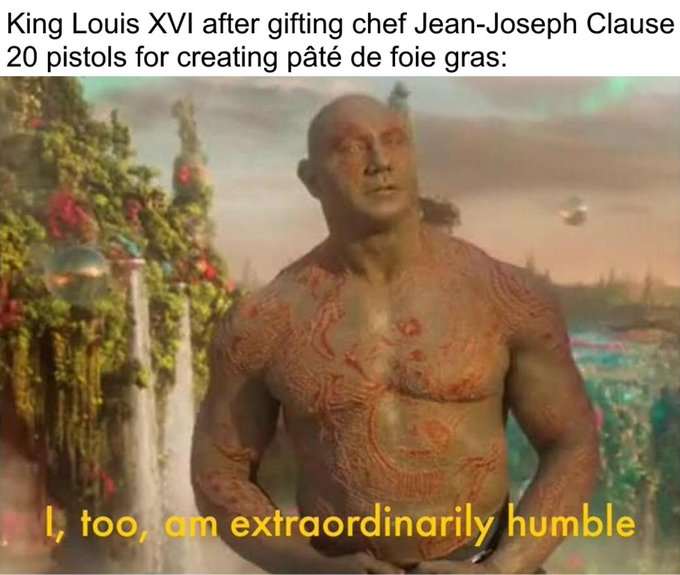 King Louis XVI after gifting chef Jean-Joseph Clause
20 pistols for creating pâté de foie gras:
I, too, am extraordinarily humble